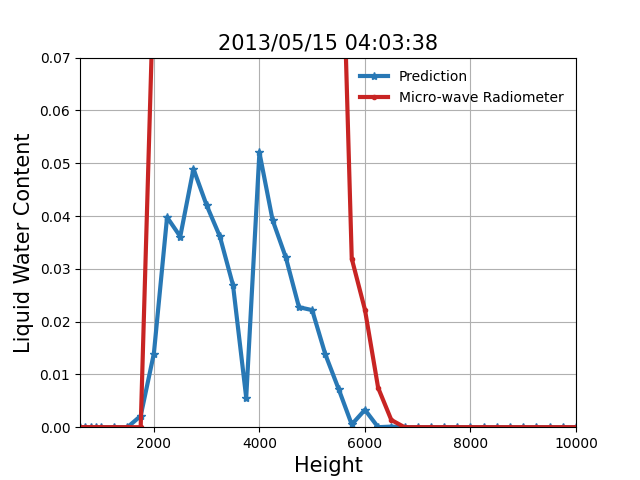 2013/05/15 04:03:38
Prediction
Micro-wave Radiometer
Liquid Water Content
0.07
0.06
0.05
0.04
0.03
0.02
0.01
0.00
2000 4000 6000 8000 10000
Height